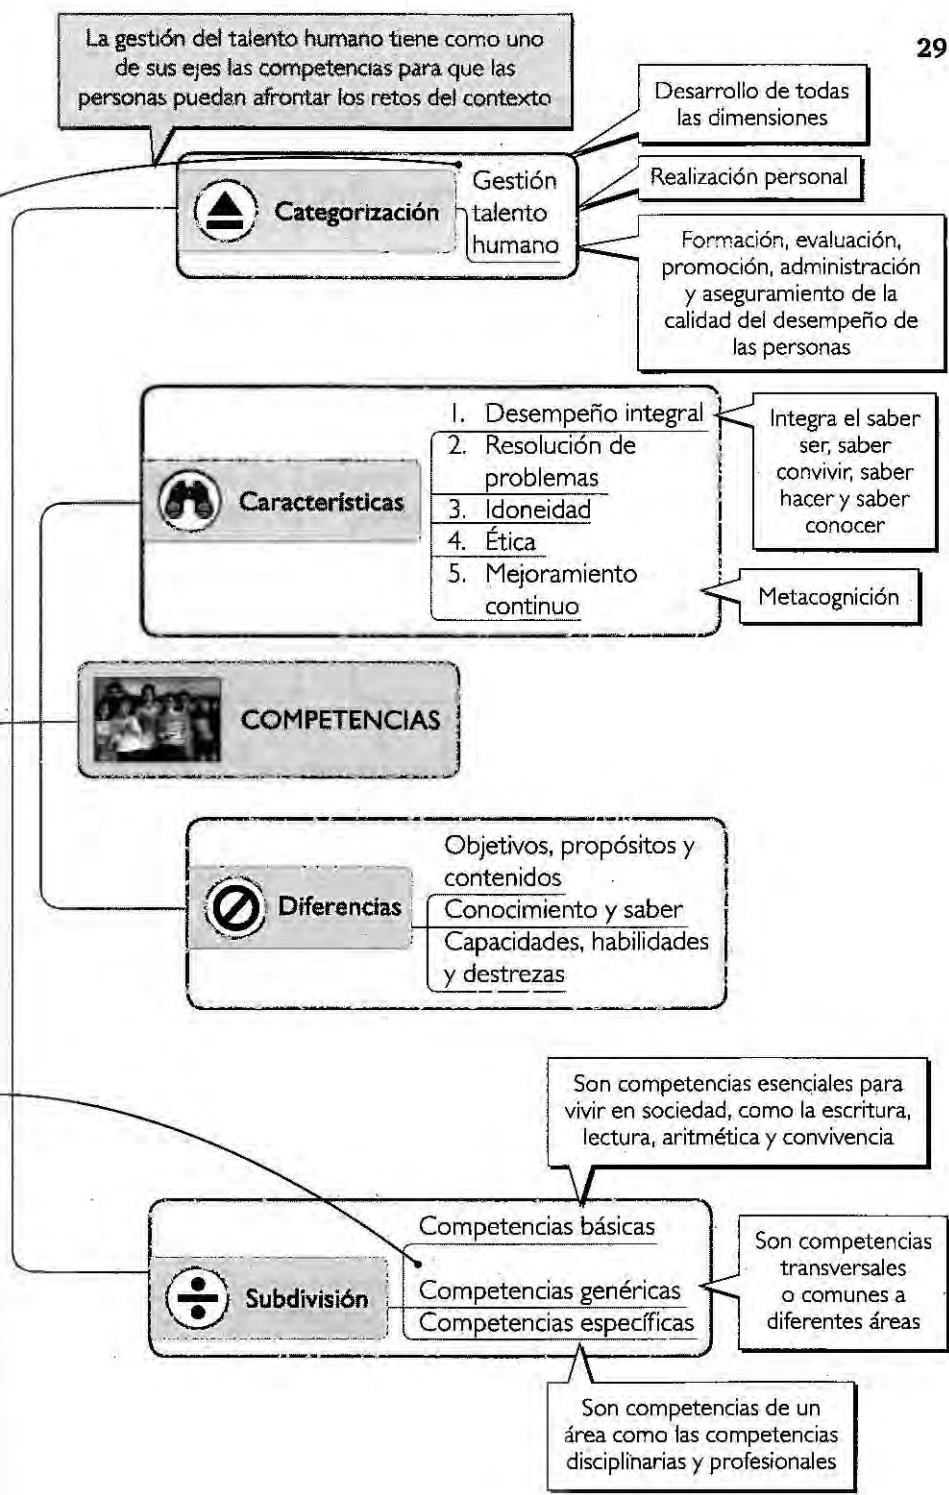 29
La gestión del talento humano tiene como uno
de sus ejes las competencias para que las
personas puedan afrontar los retos del contexto
Categorización
Gestión
talento
humano
Desarrollo de todas
las dimensiones
Realización personal
Formación, evaluación,
promoción, administración
y aseguramiento de la
calidad del desempeño de
las personas
Características
1. Desempeño integral
2. Resolución de
problemas
3. Idoneidad
4. Ética
5. Mejoramiento
continuo
Integra el saber
ser, saber
convivir, saber
hacer y saber
conocer
Metacognición
COMPETENCIAS
Diferencias
Objetivos, propósitos y
contenidos
Conocimiento y saber
Capacidades, habilidades
y destrezas
Son competencias esenciales para
vivir en sociedad, como la escritura,
lectura, aritmética y convivencia
Subdivisión
Competencias básicas
Competencias genéricas
Competencias específicas
Son competencias
transversales
o comunes a
diferentes áreas
Son competencias de un
área como las competencias
disciplinarias y profesionales